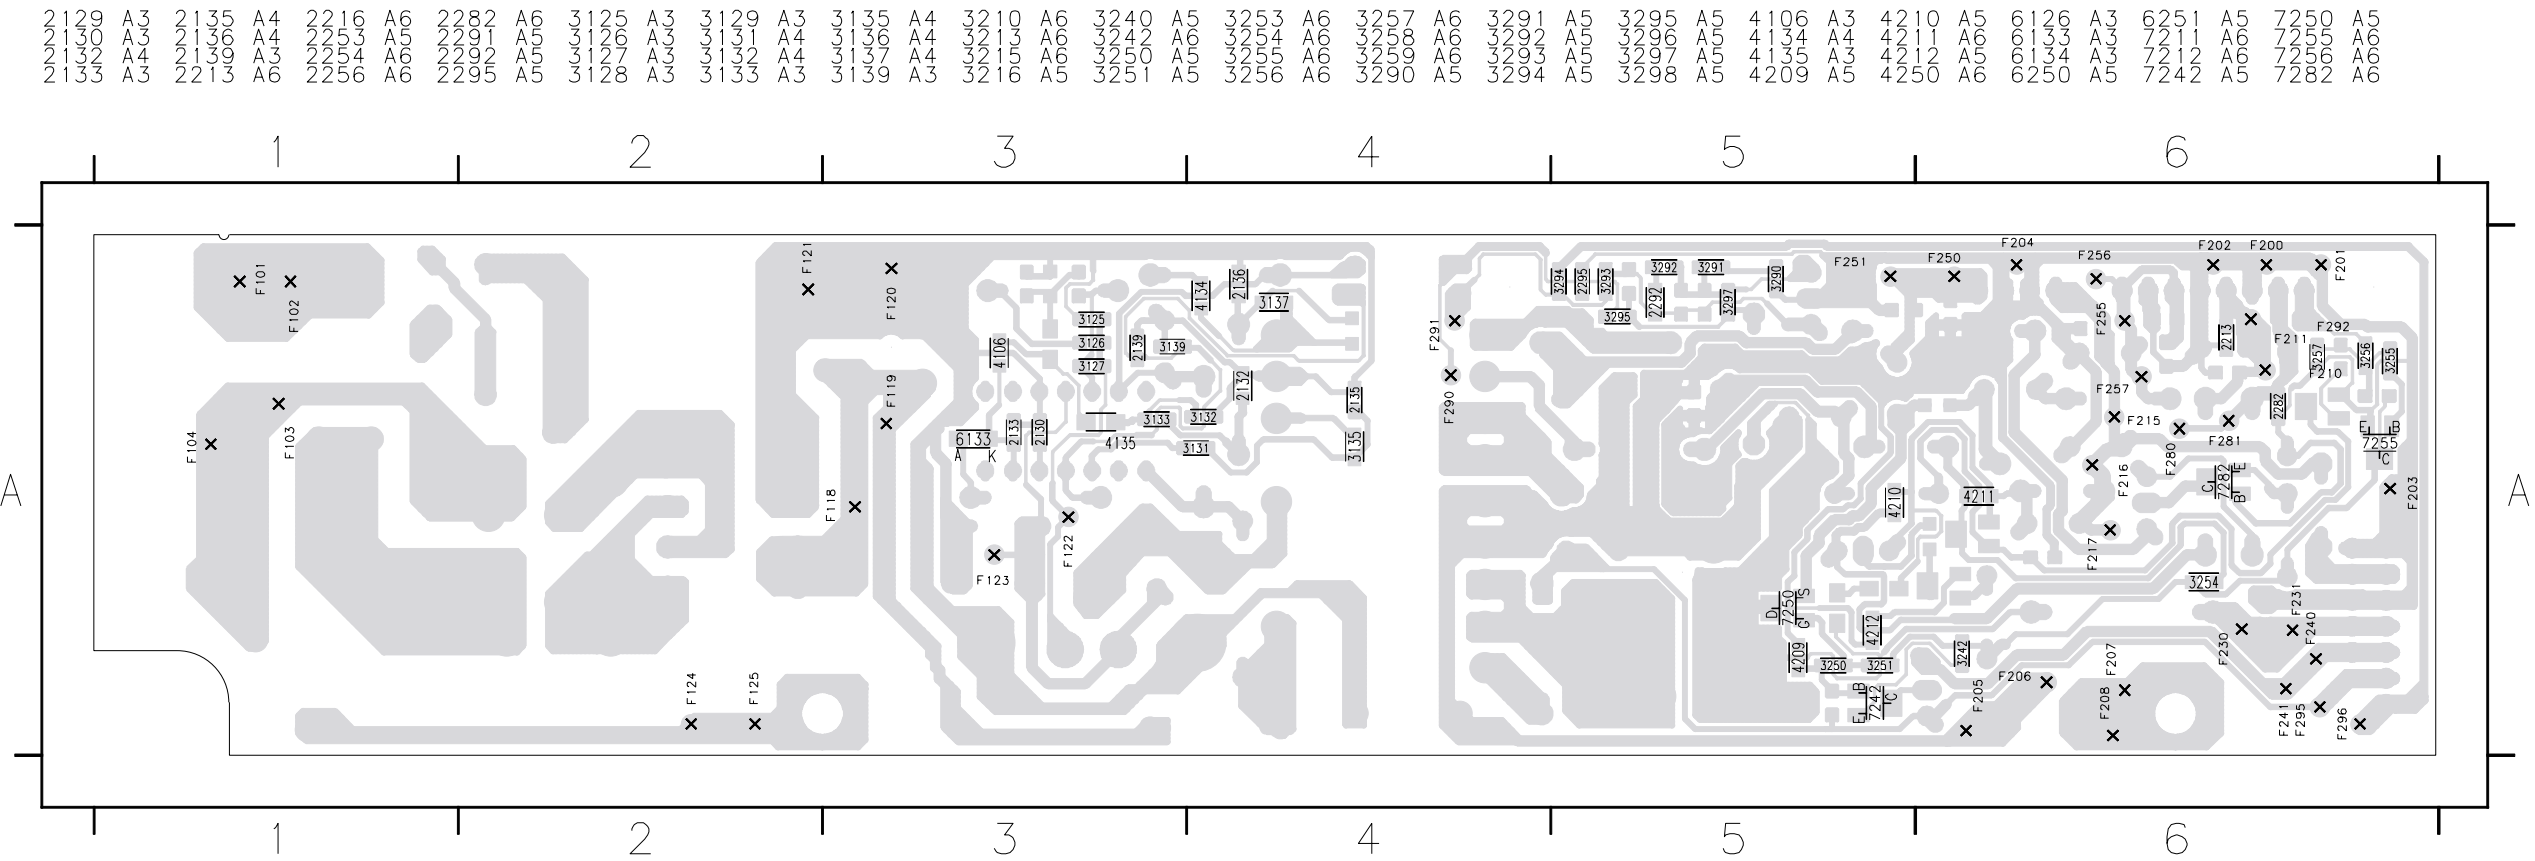 2129 A3 2135 A4 2216 A6 2282 A6 3125 A3 3129 A3 3135 A4 3210 A6 3240 A5 3253 A6 3257 A6 3291 A5 3295 A5 4106 A3 4210 A5 6126 A3 6251 A5 7250 A5
2130 A3 2136 A4 2253 A5 2291 A5 3126 A3 3131 A4 3136 A4 3213 A6 3242 A6 3254 A6 3258 A6 3292 A5 3296 A5 4134 A4 4211 A6 6133 A3 7211 A6 7255 A6
2132 A4 2139 A3 2254 A6 2292 A5 3127 A3 3132 A4 3137 A4 3215 A6 3250 A5 3255 A6 3259 A6 3293 A5 3297 A5 4135 A3 4212 A5 6134 A3 7212 A6 7256 A6
2133 A3 2213 A6 2256 A6 2295 A5 3128 A3 3133 A3 3139 A3 3216 A5 3251 A5 3256 A6 3290 A5 3294 A5 3298 A5 4209 A5 4250 A6 6250 A5 7242 A5 7282 A6
1 2 3 4 5 6
F204
F202 F200
F121
F251 F250 F256
F201
F101
3292 3291
3294 2295 3293 3290
2136
4134
F102
F120
3137
2292 3297
3295
F291
F255
3125
F292
2213
F211
3126
2139
3139
4106
3257
3256
3255
3127
F210
F119
2132
F257
2135
F290
2282
3133
3132
F215
F104
F103
6133
2133
2130
4135
3131
3135
F281
E B
7255
C
A K
F280
F216
C
7282
E
B
F203
A
A
F118
4210
4211
F122
F217
F123
3254
D
7250
S
G
F231
4212
F240
F230
4209
3250
3251
3242
F207
F206
F124
F125
F205
B
7242
C
E
F208
F241
F295
F296
1 2 3 4 5 6